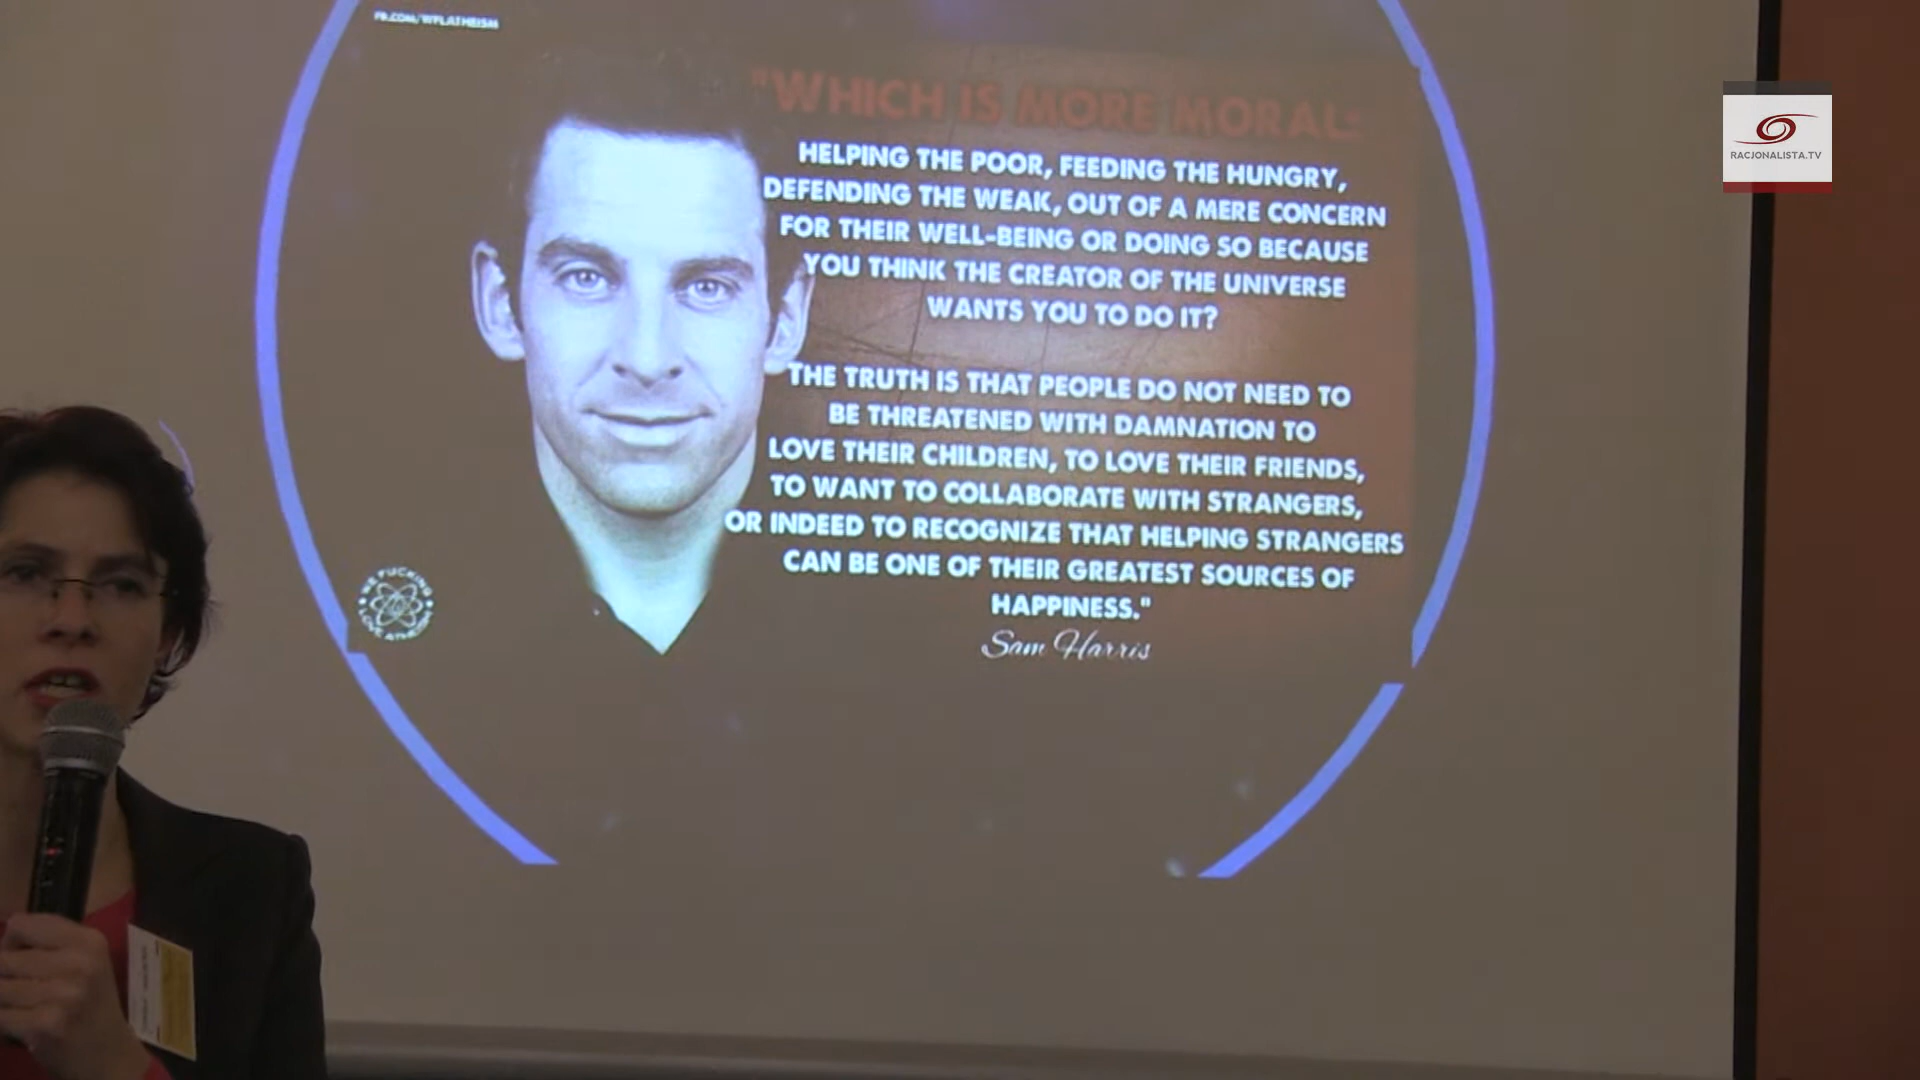 FB.COM/WFLATHEISM
"WHICH IS MORE MORAL:
HELPING THE POOR, FEEDING THE HUNGRY,
DEFENDING THE WEAK, OUT OF A MERE CONCERN
FOR THEIR WELL-BEING OR DOING SO BECAUSE
YOU THINK THE CREATOR OF THE UNIVERSE
WANTS YOU TO DO IT?
THE TRUTH IS THAT PEOPLE DO NOT NEED TO
BE THREATENED WITH DAMNATION TO
LOVE THEIR CHILDREN, TO LOVE THEIR FRIENDS,
TO WANT TO COLLABORATE WITH STRANGERS,
OR INDEED TO RECOGNIZE THAT HELPING STRANGERS
CAN BE ONE OF THEIR GREATEST SOURCES OF
HAPPINESS."
Sam Harris
WE FUCKING
LOVE ATHEISM
RACJONALISTA.TV